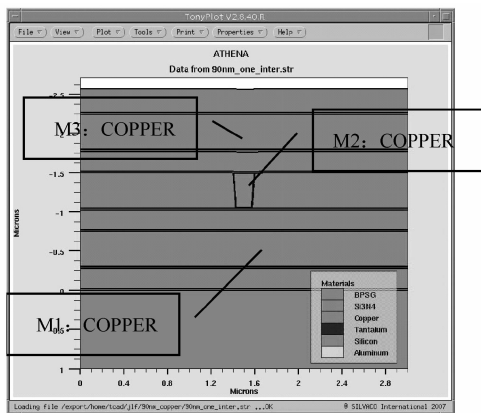 TonyPlot V2.8.40.R
File View Plot Tools Print Properties Help
ATHENA
Data from 90nm_one_inter.str
-2.5
M3：COPPER
M2：COPPER
-1.5
-1
-0.5
0
M1：COPPER
0.5
1
Microns
0 0.4 0.8 1.2 1.6 2 2.4 2.8
Microns
Materials
BPSG
Si3N4
Copper
Tantalum
Silicon
Aluminum
Loading file /export/home/tcad/jlf/90nm_copper/90nm_one_inter.str ...OK
© SILVACO International 2007